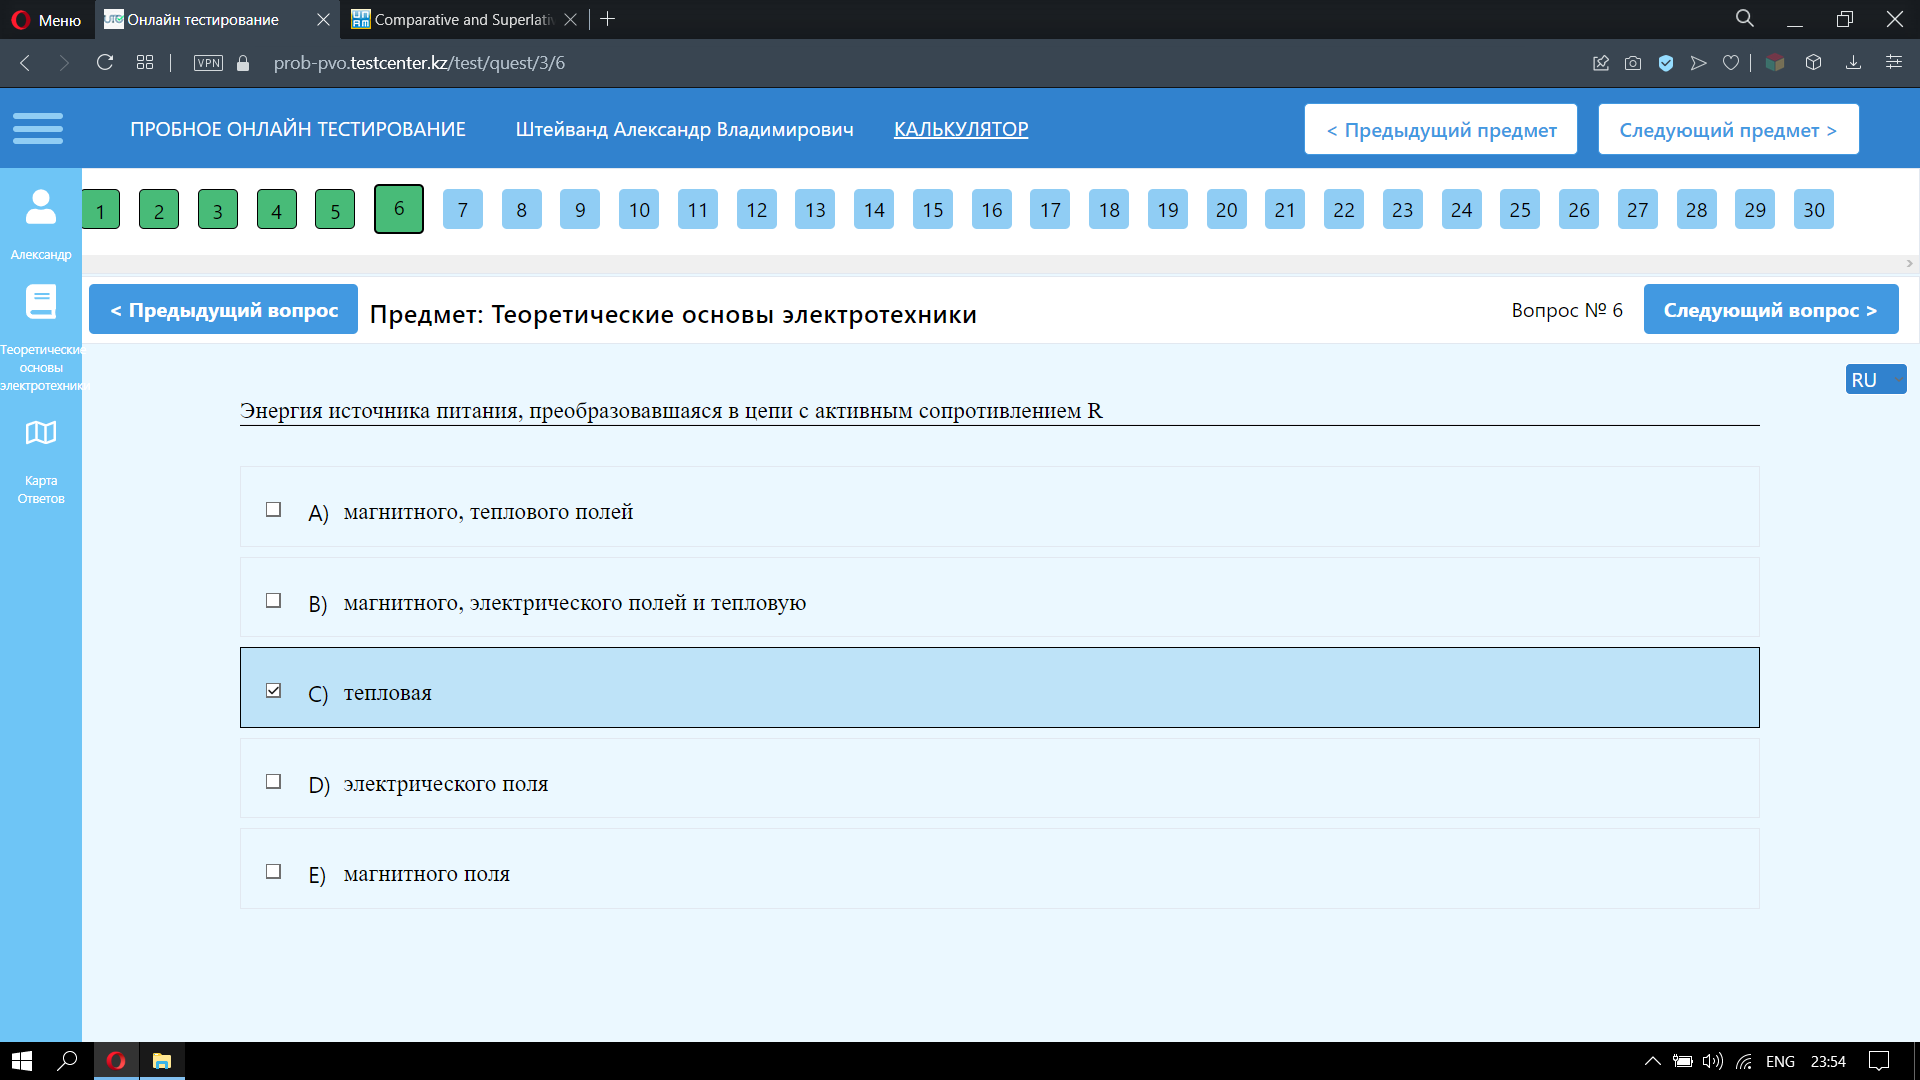 Меню
Онлайн тестирование
Comparative and Superlati
VPN
prob-pvo.testcenter.kz/test/quest/3/6
ПРОБНОЕ ОНЛАЙН ТЕСТИРОВАНИЕ
Штейванд Александр Владимирович
КАЛЬКУЛЯТОР
< Предыдущий предмет
Следующий предмет >
1 2 3 4 5 6 7 8 9 10 11 12 13 14 15 16 17 18 19 20 21 22 23 24 25 26 27 28 29 30
Александр
Теоретические
основы
электротехники
Карта
Ответов
< Предыдущий вопрос
Предмет: Теоретические основы электротехники
Вопрос № 6
Следующий вопрос >
RU
Энергия источника питания, преобразовавшаяся в цепи с активным сопротивлением R
A) магнитного, теплового полей
B) магнитного, электрического полей и тепловую
C) тепловая
D) электрического поля
E) магнитного поля
ENG
23:54